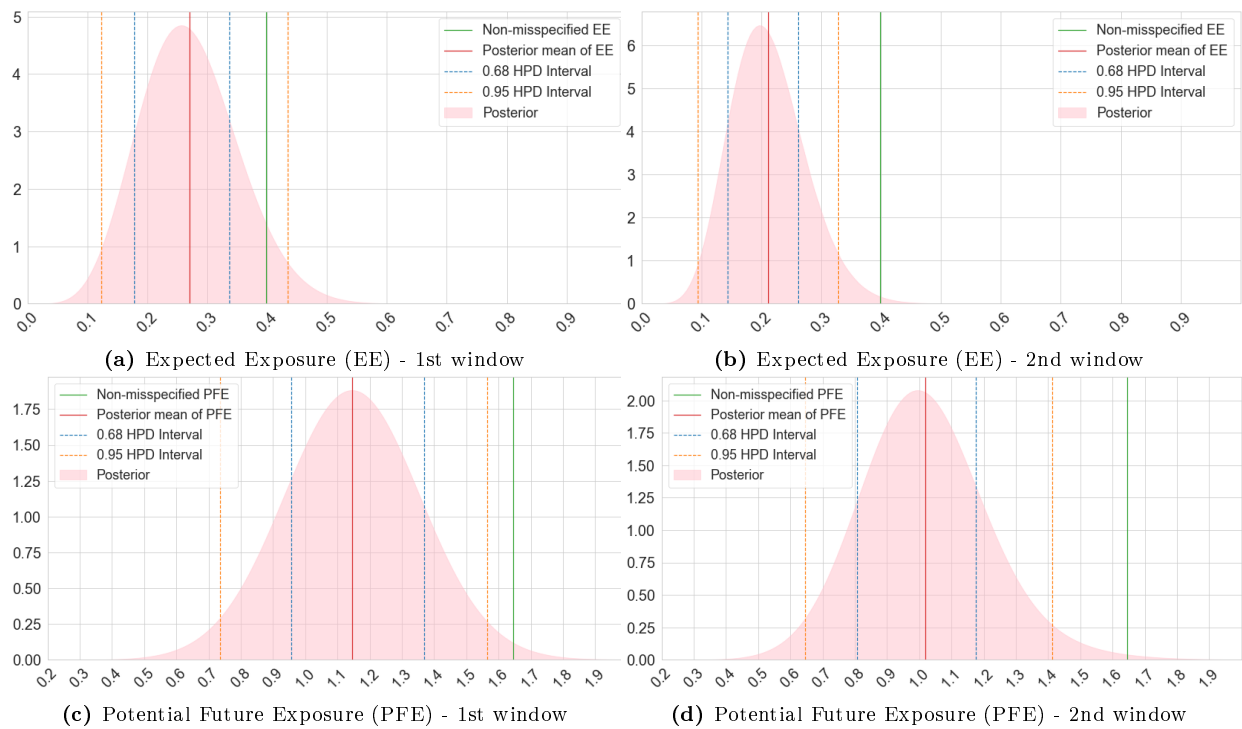 5
4
3
2
1
0
0.0 0.1 0.2 0.3 0.4 0.5 0.6 0.7 0.8 0.9
Non-misspecified EE
Posterior mean of EE
0.68 HPD Interval
0.95 HPD Interval
Posterior
(a) Expected Exposure (EE) - 1st window
6
5
4
3
2
1
0
0.0 0.1 0.2 0.3 0.4 0.5 0.6 0.7 0.8 0.9
Non-misspecified EE
Posterior mean of EE
0.68 HPD Interval
0.95 HPD Interval
Posterior
(b) Expected Exposure (EE) - 2nd window
1.75
1.50
1.25
1.00
0.75
0.50
0.25
0.00
0.2 0.3 0.4 0.5 0.6 0.7 0.8 0.9 1.0 1.1 1.2 1.3 1.4 1.5 1.6 1.7 1.8 1.9
Non-misspecified PFE
Posterior mean of PFE
0.68 HPD Interval
0.95 HPD Interval
Posterior
(c) Potential Future Exposure (PFE) - 1st window
2.00
1.75
1.50
1.25
1.00
0.75
0.50
0.25
0.00
0.2 0.3 0.4 0.5 0.6 0.7 0.8 0.9 1.0 1.1 1.2 1.3 1.4 1.5 1.6 1.7 1.8 1.9
Non-misspecified PFE
Posterior mean of PFE
0.68 HPD Interval
0.95 HPD Interval
Posterior
(d) Potential Future Exposure (PFE) - 2nd window